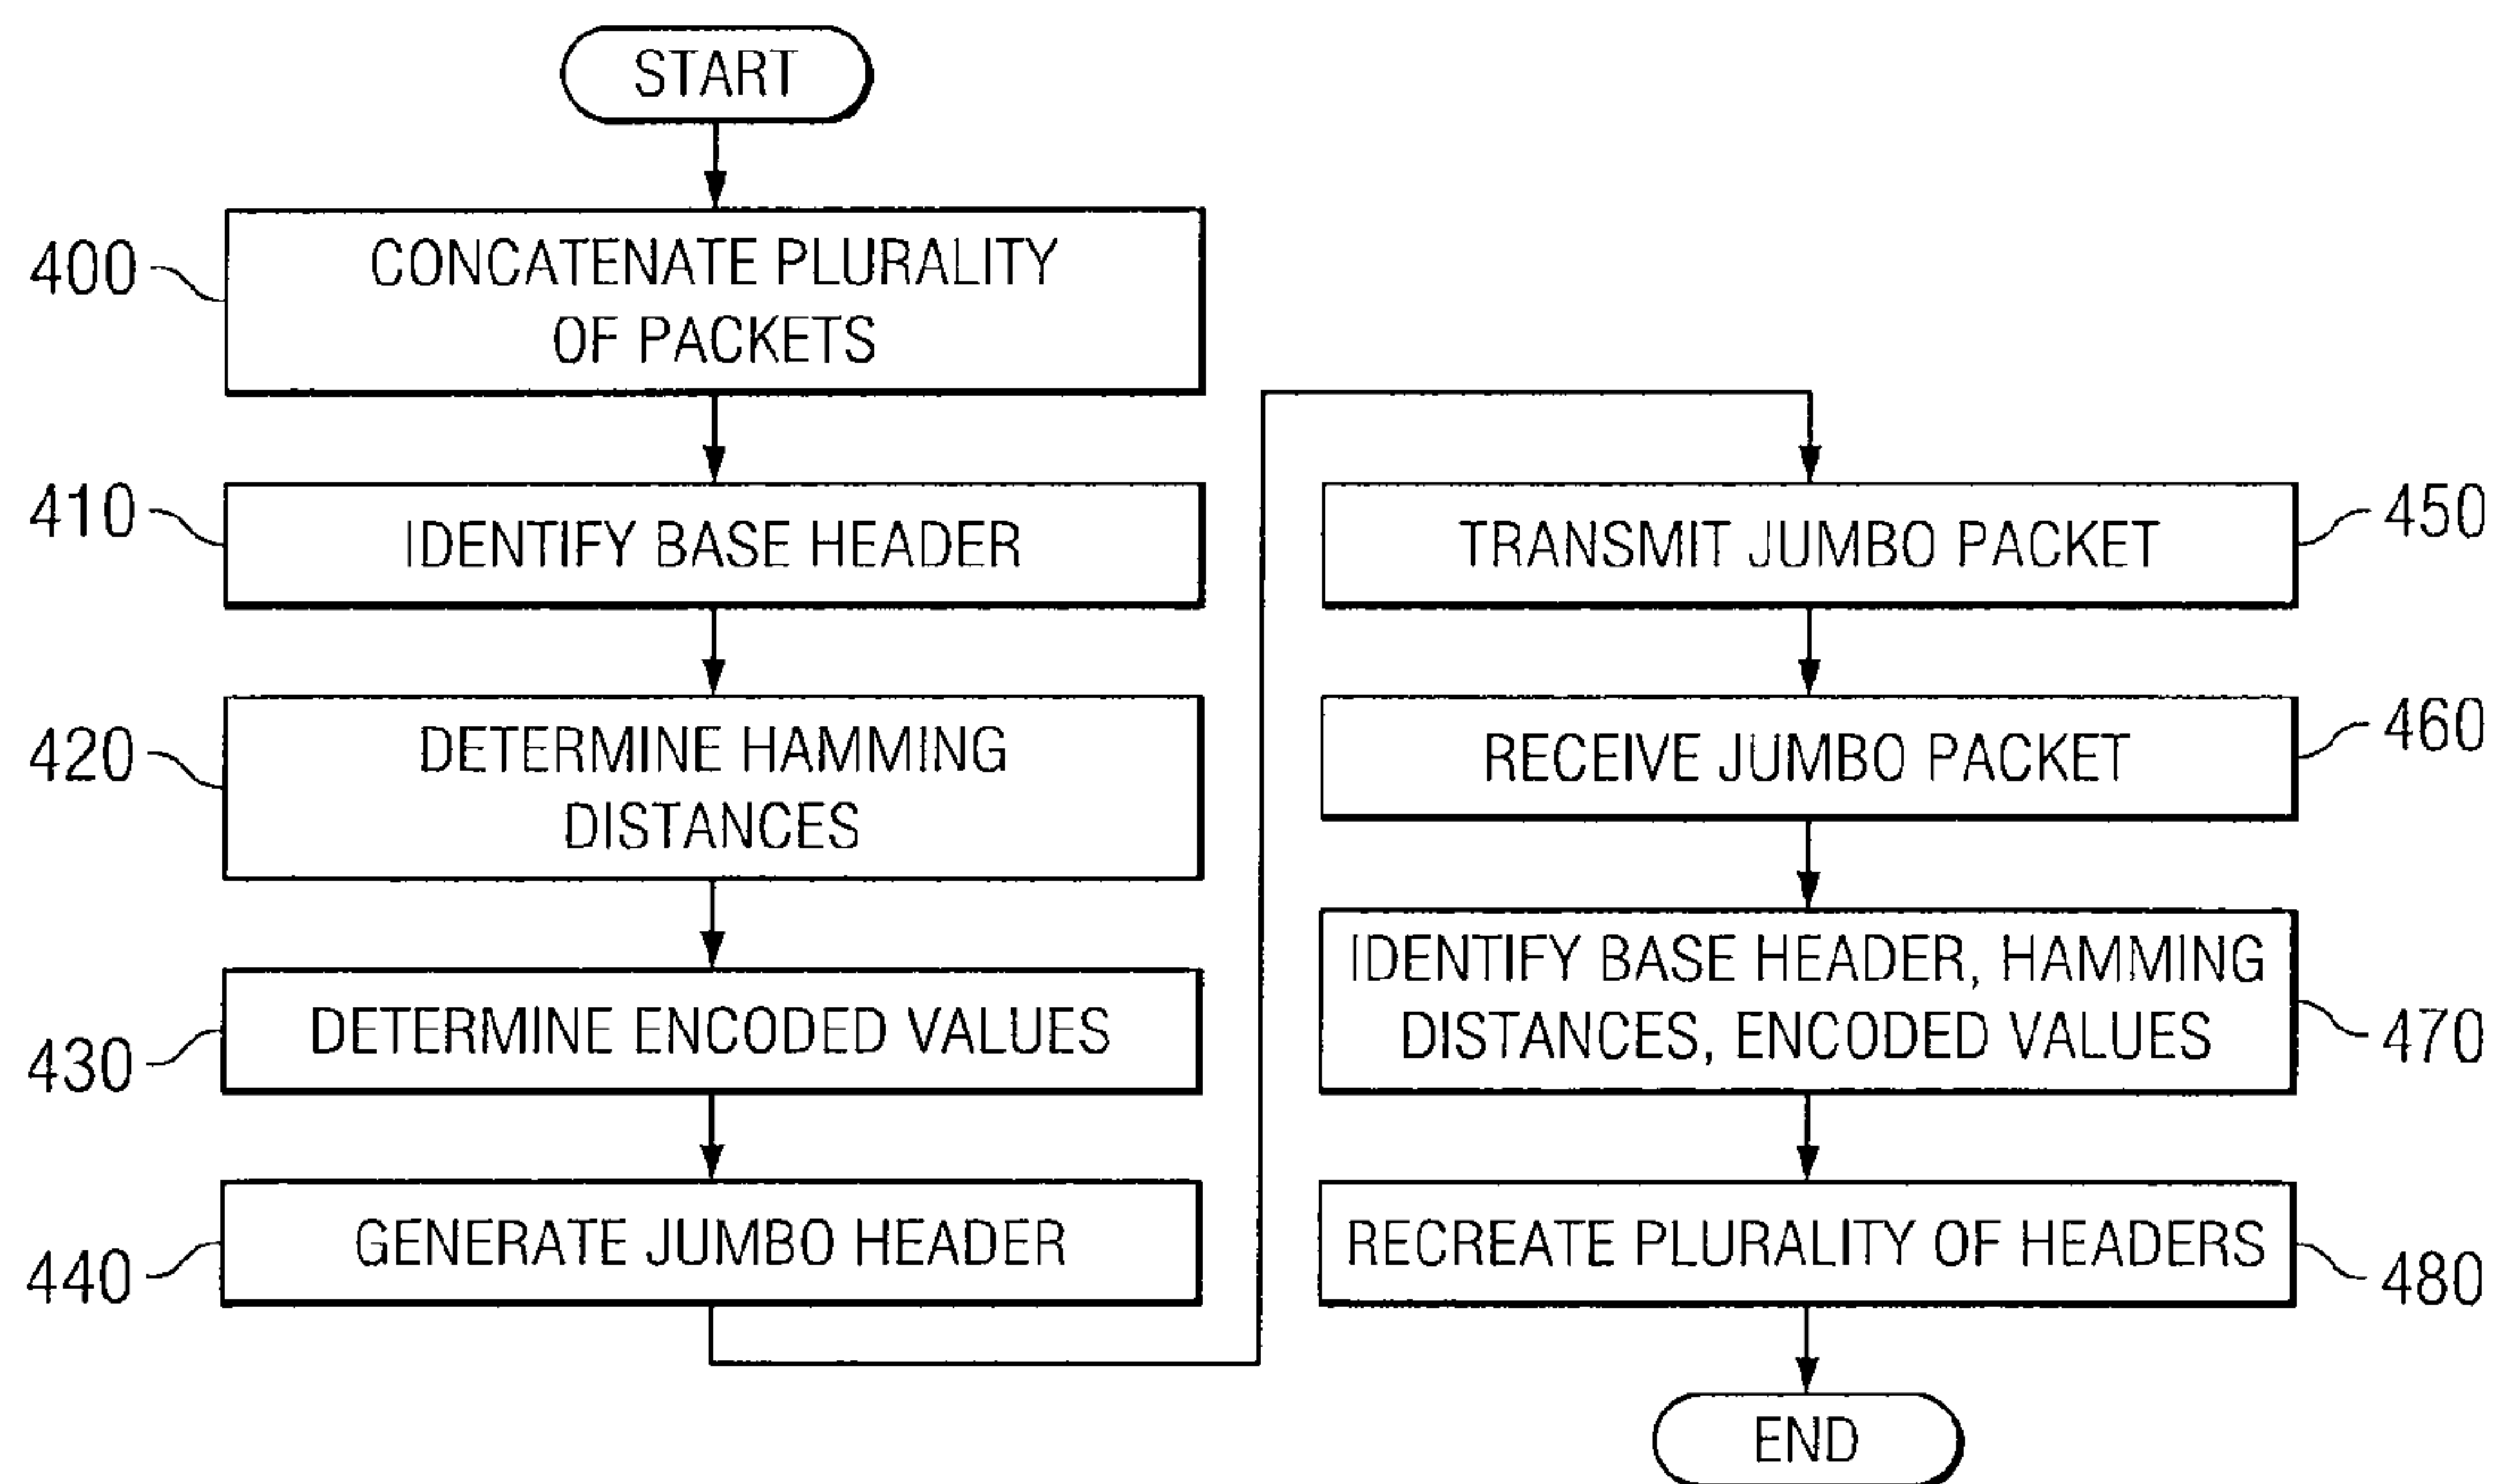 START
400
CONCATENATE PLURALITY
OF PACKETS
410
IDENTIFY BASE HEADER
420
DETERMINE HAMMING
DISTANCES
430
DETERMINE ENCODED VALUES
440
GENERATE JUMBO HEADER
TRANSMIT JUMBO PACKET
450
RECEIVE JUMBO PACKET
460
IDENTIFY BASE HEADER, HAMMING
DISTANCES, ENCODED VALUES
470
RECREATE PLURALITY OF HEADERS
480
END